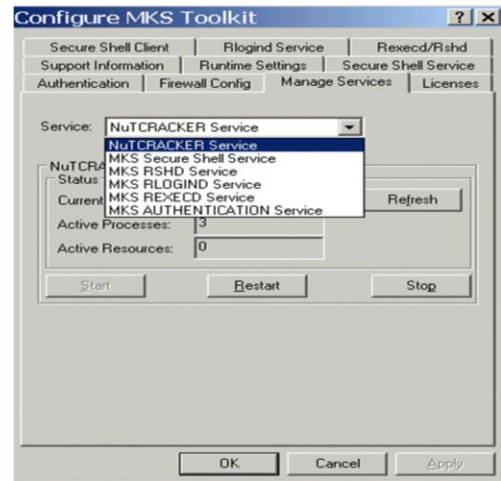 Configure MKS Toolkit
? X
Secure Shell Client Rlogind Service Rexecd/Rshd
Support Information Runtime Settings Secure Shell Service
Authentication Firewall Config Manage Services Licenses
Service: NuTCRACKER Service
NuTCRACKER Service
MKS Secure Shell Service
MKS RSHD Service
MKS RLOGIND Service
MKS REXECD Service
MKS AUTHENTICATION Service
NuTCRA
Status
Current
Refresh
Active Processes: 3
Active Resources: 0
Start Restart Stop
OK Cancel Apply